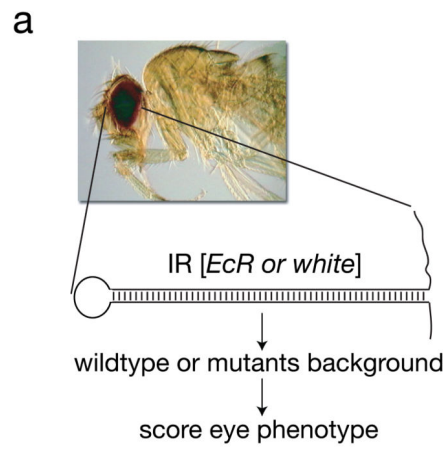 a
IR [EcR or white]
wildtype or mutants background
score eye phenotype